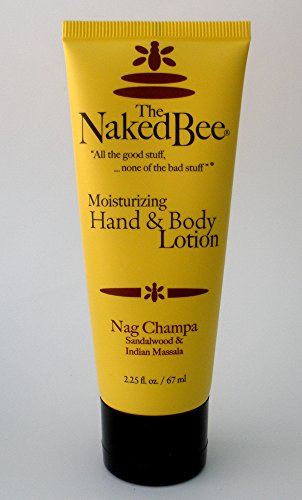 The
NakedBee®
"All the good stuff,
... none of the bad stuff"®
Moisturizing
Hand & Body
Lotion
Nag Champa
Sandalwood &
Indian Massala
2.25 fl. oz. / 67 ml